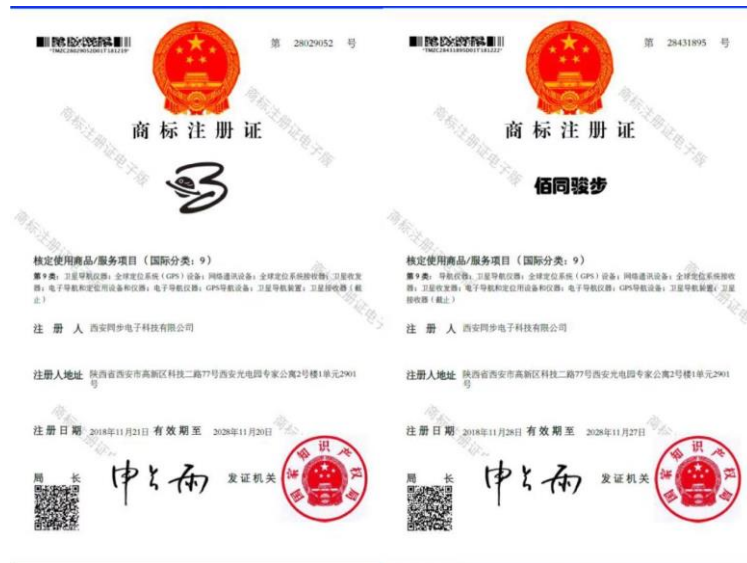 *TMZC28029052D01T181219*
第 28029052 号
商标注册证
核定使用商品/服务项目（国际分类：9）
第9类：卫星导航仪器；全球定位系统（GPS）设备；网络通讯设备；全球定位系统接收器；卫星收发
器；电子导航和定位用设备和仪器；电子导航仪器；GPS导航设备；卫星导航装置；卫星接收器（截
止）
注 册 人 西安同步电子科技有限公司
注册人地址 陕西省西安市高新区科技二路77号西安光电园专家公寓2号楼1单元2901
号
注册日期 2018年11月21日 有效期至 2028年11月20日
局 长 发证机关
国家知识产权局
商标注册证电子版
*TMZC28431895D01T181222*
第 28431895 号
商标注册证
佰同骏步
核定使用商品/服务项目（国际分类：9）
第9类：导航仪器；卫星导航仪器；全球定位系统（GPS）设备；网络通讯设备；全球定位系统接收
器；卫星收发器；电子导航和定位用设备和仪器；电子导航仪器；GPS导航设备；卫星导航装置；卫星
接收器（截止）
注 册 人 西安同步电子科技有限公司
注册人地址 陕西省西安市高新区科技二路77号西安光电园专家公寓2号楼1单元2901
号
注册日期 2018年11月28日 有效期至 2028年11月27日
局 长 发证机关
国家知识产权局
商标注册证电子版